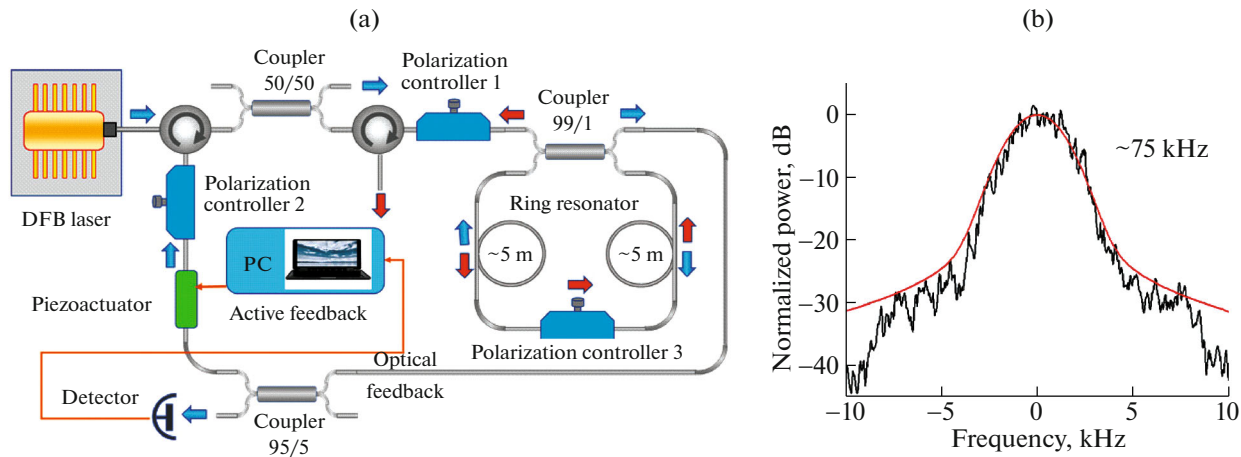 (a)
Coupler
50/50
Polarization
controller 1
Coupler
99/1
DFB laser
Polarization
controller 2
Ring resonator
~5 m
~5 m
PC
Piezoactuator
Active feedback
Polarization controller 3
Optical
feedback
Detector
Coupler
95/5
(b)
Normalized power, dB
0
–10
–20
–30
–40
~75 kHz
–10
–5
0
5
10
Frequency, kHz